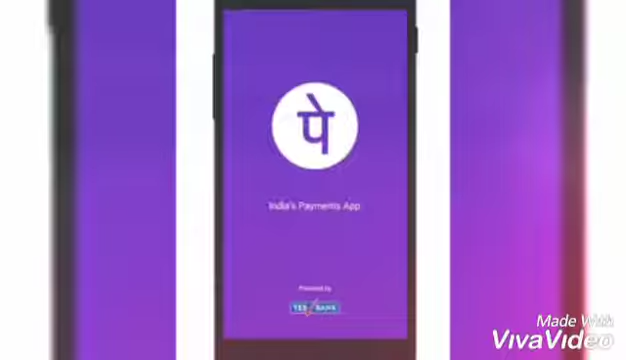 पे
India's Payments App
Powered by
YES BANK
Made With
VivaVideo